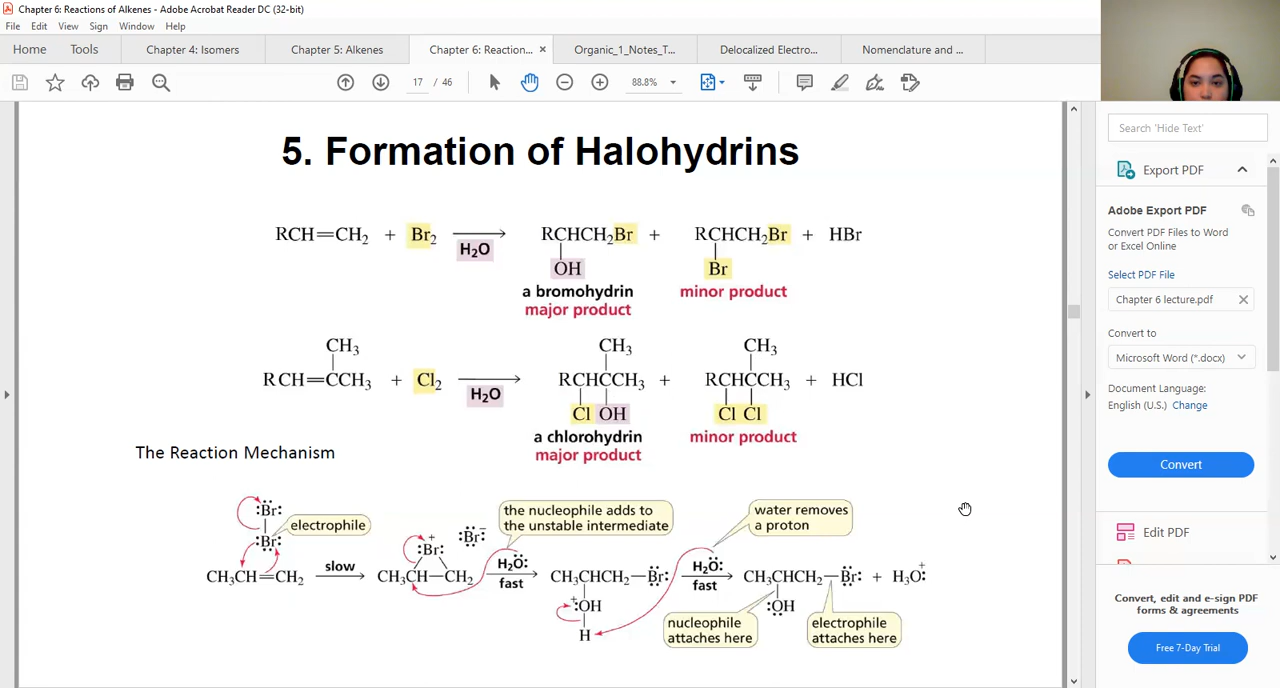 Chapter 6: Reactions of Alkenes - Adobe Acrobat Reader DC (32-bit)
File Edit View Sign Window Help
Home Tools Chapter 4: Isomers Chapter 5: Alkenes Chapter 6: Reaction... × Organic_1_Notes_T... Delocalized Electro... Nomenclature and ...
17 / 46 88.8%
5. Formation of Halohydrins
RCH=CH₂ + Br₂ H₂O RCHCH₂Br + RCHCH₂Br + HBr
OH Br
a bromohydrin minor product
major product
CH₃ CH₃ CH₃
RCH=CCH₃ + Cl₂ H₂O RCHCCH₃ + RCHCCH₃ + HCl
Cl OH Cl Cl
a chlorohydrin minor product
major product
The Reaction Mechanism
:Br: the nucleophile adds to water removes
:Br: electrophile :Br: + :Br:⁻ the unstable intermediate a proton
CH₃CH=CH₂ slow CH₃CH—CH₂ H₂O: fast CH₃CHCH₂—Br: H₂O: fast CH₃CHCH₂—Br: + H₃O:+
+:OH :OH
H nucleophile electrophile
attaches here attaches here
Search 'Hide Text'
Export PDF
Adobe Export PDF
Convert PDF Files to Word
or Excel Online
Select PDF File
Chapter 6 lecture.pdf ×
Convert to
Microsoft Word (*.docx)
Document Language:
English (U.S.) Change
Convert
Edit PDF
Convert, edit and e-sign PDF
forms & agreements
Free 7-Day Trial